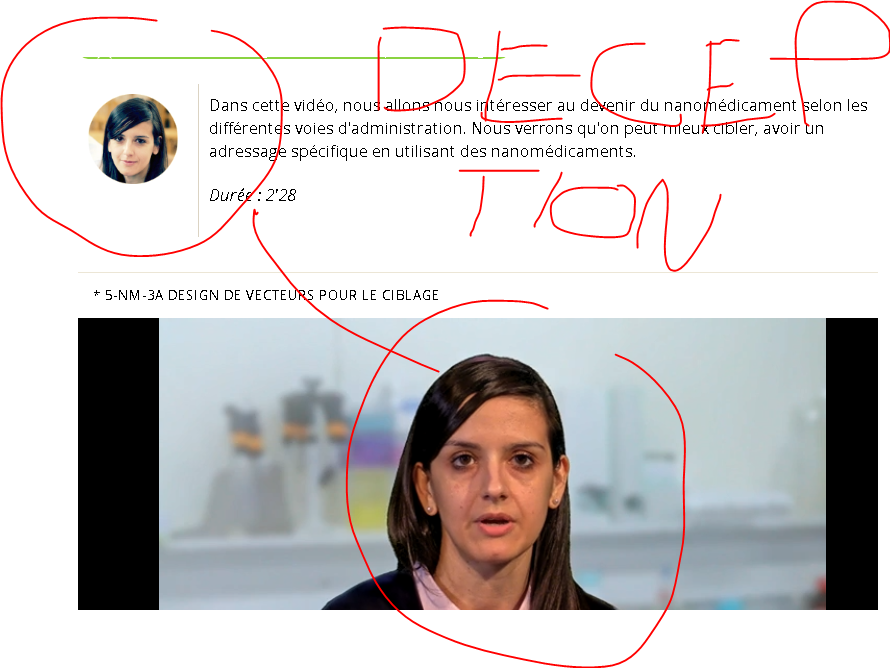 DECEP
Dans cette vidéo, nous allons nous intéresser au devenir du nanomédicament selon les
différentes voies d'administration. Nous verrons qu'on peut mieux cibler, avoir un
adressage spécifique en utilisant des nanomédicaments.
TION
Durée : 2'28
* 5-NM-3A DESIGN DE VECTEURS POUR LE CIBLAGE